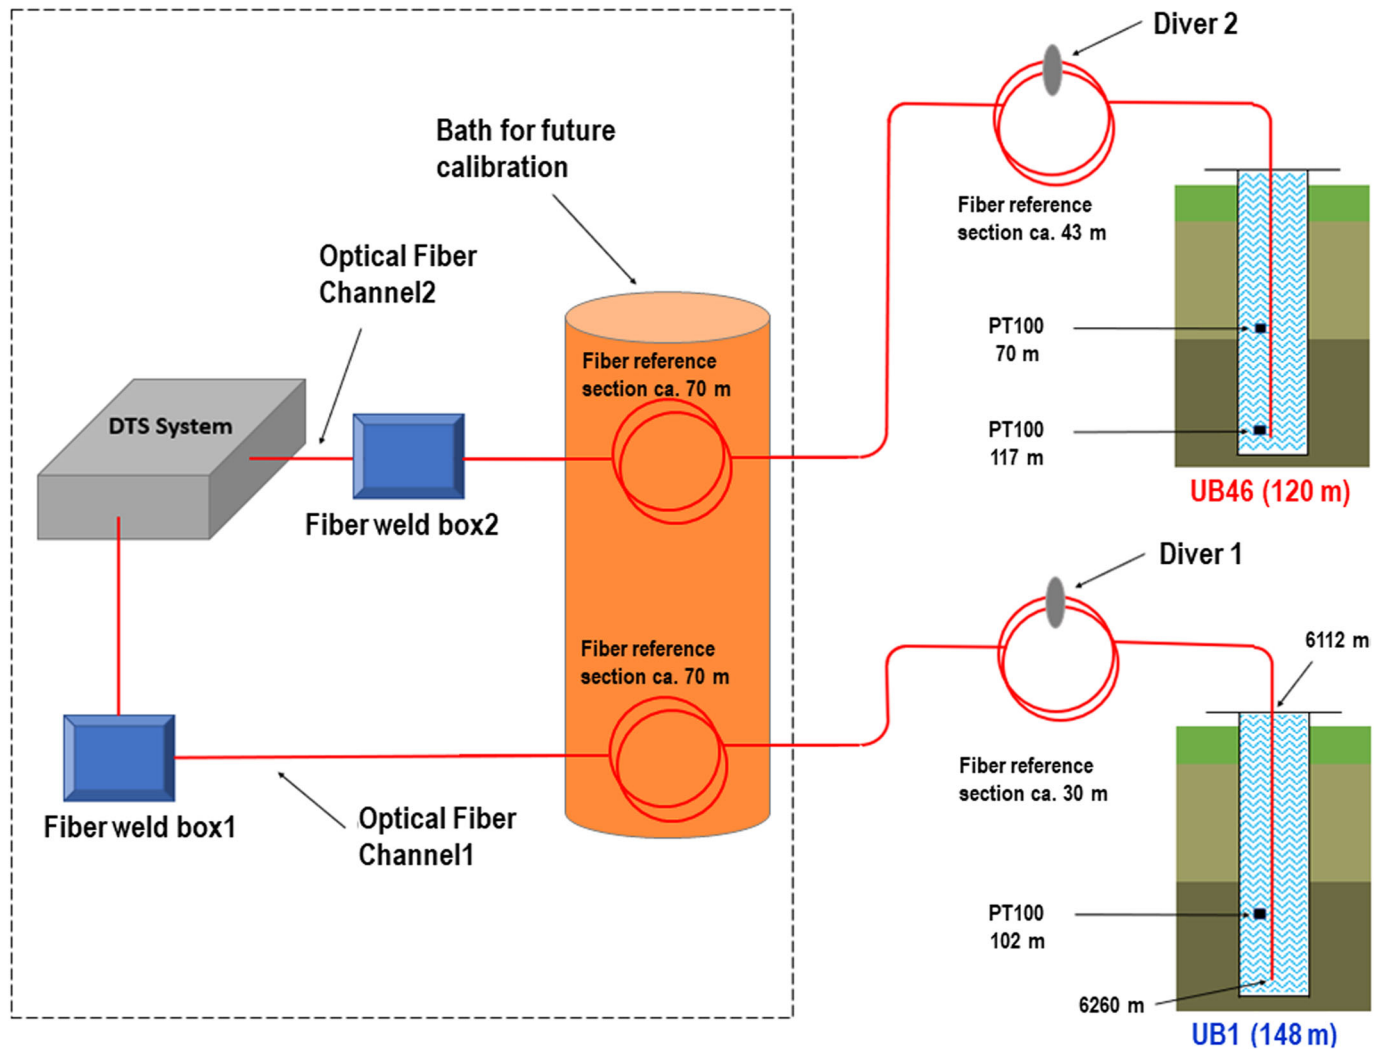 Diver 2
Bath for future
calibration
Fiber reference
section ca. 43 m
Optical Fiber
Channel2
PT100
70 m
Fiber reference
section ca. 70 m
DTS System
PT100
117 m
UB46 (120 m)
Fiber weld box2
Diver 1
6112 m
Fiber reference
section ca. 70 m
Fiber reference
section ca. 30 m
Fiber weld box1
Optical Fiber
Channel1
PT100
102 m
6260 m
UB1 (148 m)